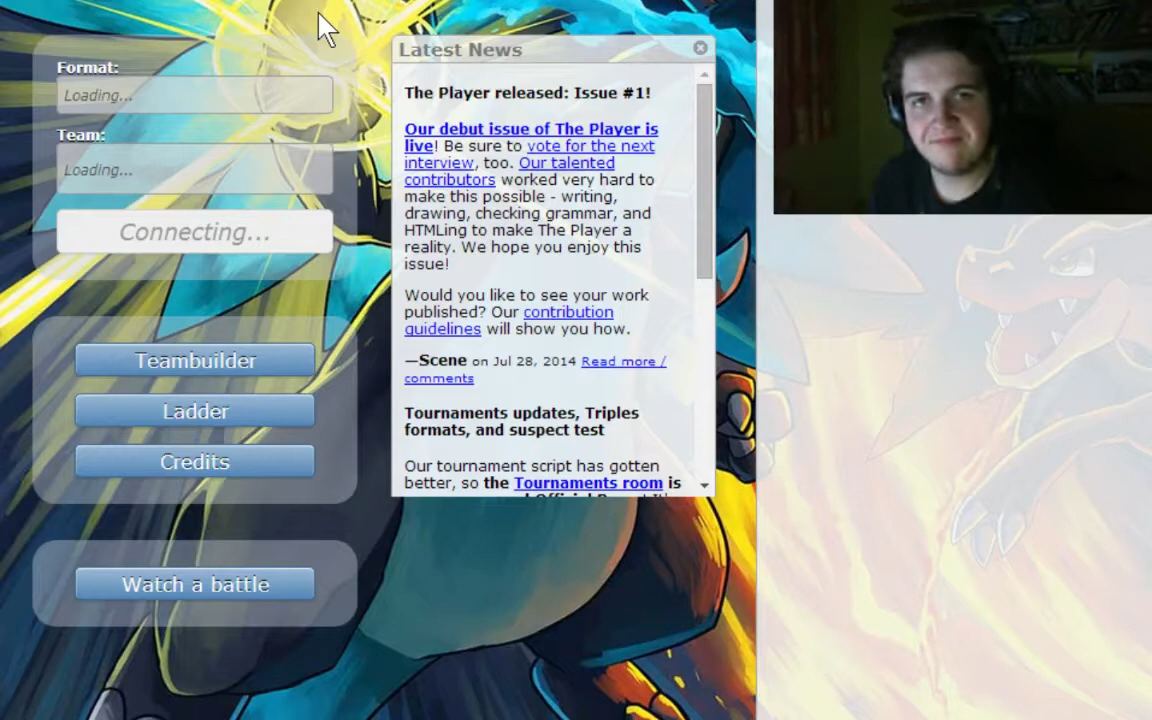 Format:
Loading...
Team:
Loading...
Connecting...
Teambuilder
Ladder
Credits
Watch a battle
Latest News
The Player released: Issue #1!
Our debut issue of The Player is
live! Be sure to vote for the next
interview, too. Our talented
contributors worked very hard to
make this possible - writing,
drawing, checking grammar, and
HTMLing to make The Player a
reality. We hope you enjoy this
issue!
Would you like to see your work
published? Our contribution
guidelines will show you how.
—Scene on Jul 28, 2014 Read more /
comments
Tournaments updates, Triples
formats, and suspect test
Our tournament script has gotten
better, so the Tournaments room is